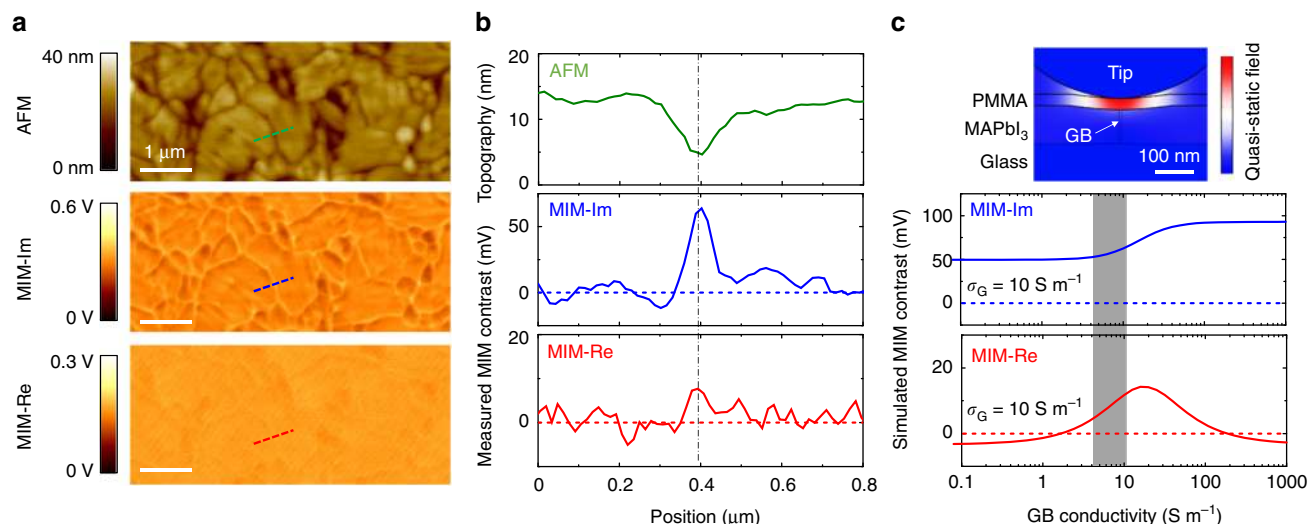 a
40 nm
AFM
0 nm
1 μm
0.6 V
MIM-Im
0 V
0.3 V
MIM-Re
0 V
b
20
AFM
Topography (nm)
10
0
MIM-Im
50
0
Measured MIM contrast (mV)
20
MIM-Re
0
0 0.2 0.4 0.6 0.8
Position (μm)
c
Tip
PMMA
MAPbI₃
GB
Glass
100 nm
Quasi-static field
100
MIM-Im
50
σG = 10 S m⁻¹
0
Simulated MIM contrast (mV)
MIM-Re
20
σG = 10 S m⁻¹
0
0.1 1 10 100 1000
GB conductivity (S m⁻¹)